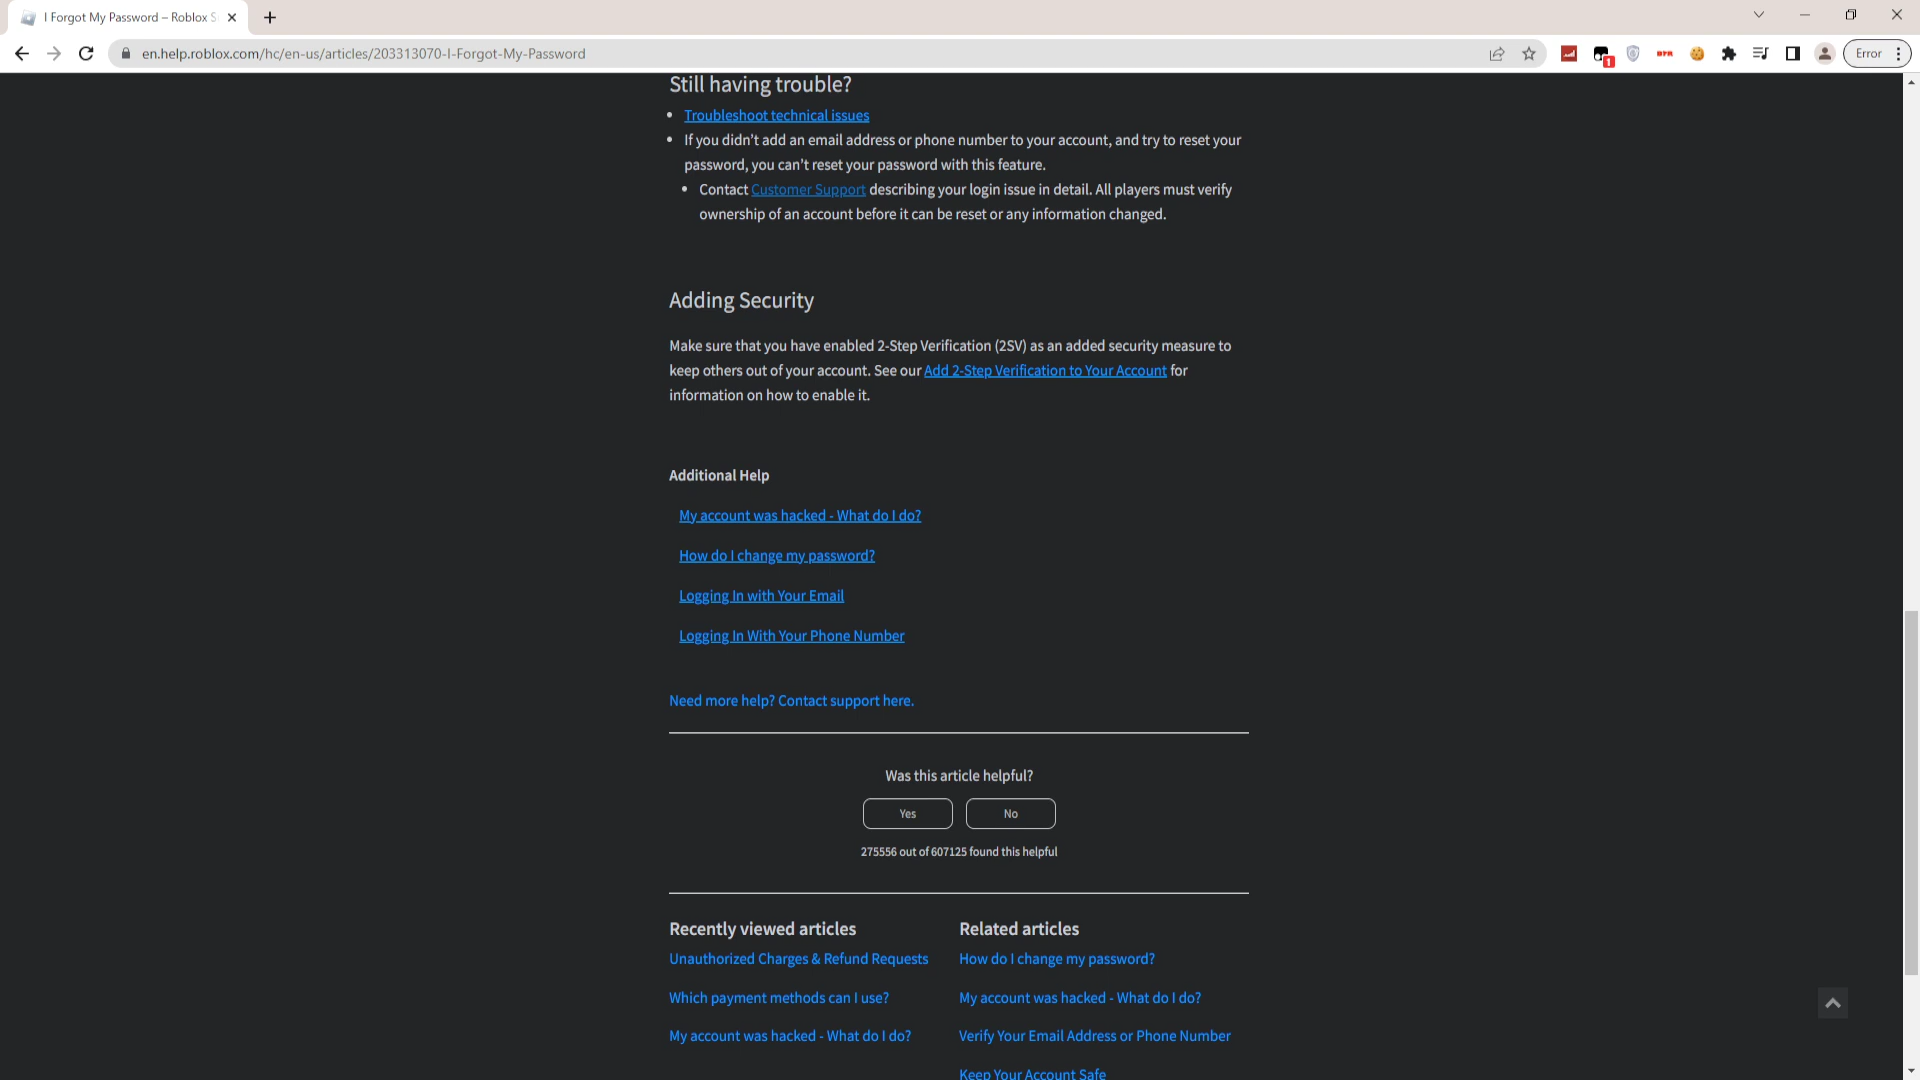 I Forgot My Password – Roblox S
en.help.roblox.com/hc/en-us/articles/203313070-I-Forgot-My-Password
1
Error
Still having trouble?
Troubleshoot technical issues
If you didn't add an email address or phone number to your account, and try to reset your
password, you can't reset your password with this feature.
Contact Customer Support describing your login issue in detail. All players must verify
ownership of an account before it can be reset or any information changed.
Adding Security
Make sure that you have enabled 2-Step Verification (2SV) as an added security measure to
keep others out of your account. See our Add 2-Step Verification to Your Account for
information on how to enable it.
Additional Help
My account was hacked - What do I do?
How do I change my password?
Logging In with Your Email
Logging In With Your Phone Number
Need more help? Contact support here.
Was this article helpful?
Yes
No
275556 out of 607125 found this helpful
Recently viewed articles
Unauthorized Charges & Refund Requests
Which payment methods can I use?
My account was hacked - What do I do?
Related articles
How do I change my password?
My account was hacked - What do I do?
Verify Your Email Address or Phone Number
Keep Your Account Safe